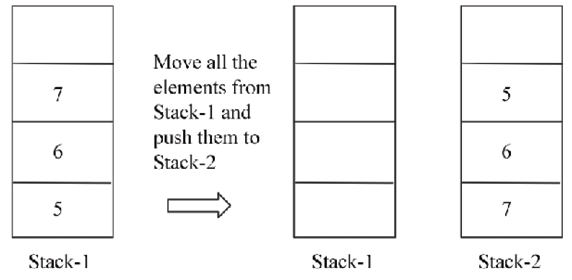 7
6
5
Stack-1
Move all the
elements from
Stack-1 and
push them to
Stack-2
Stack-1
5
6
7
Stack-2